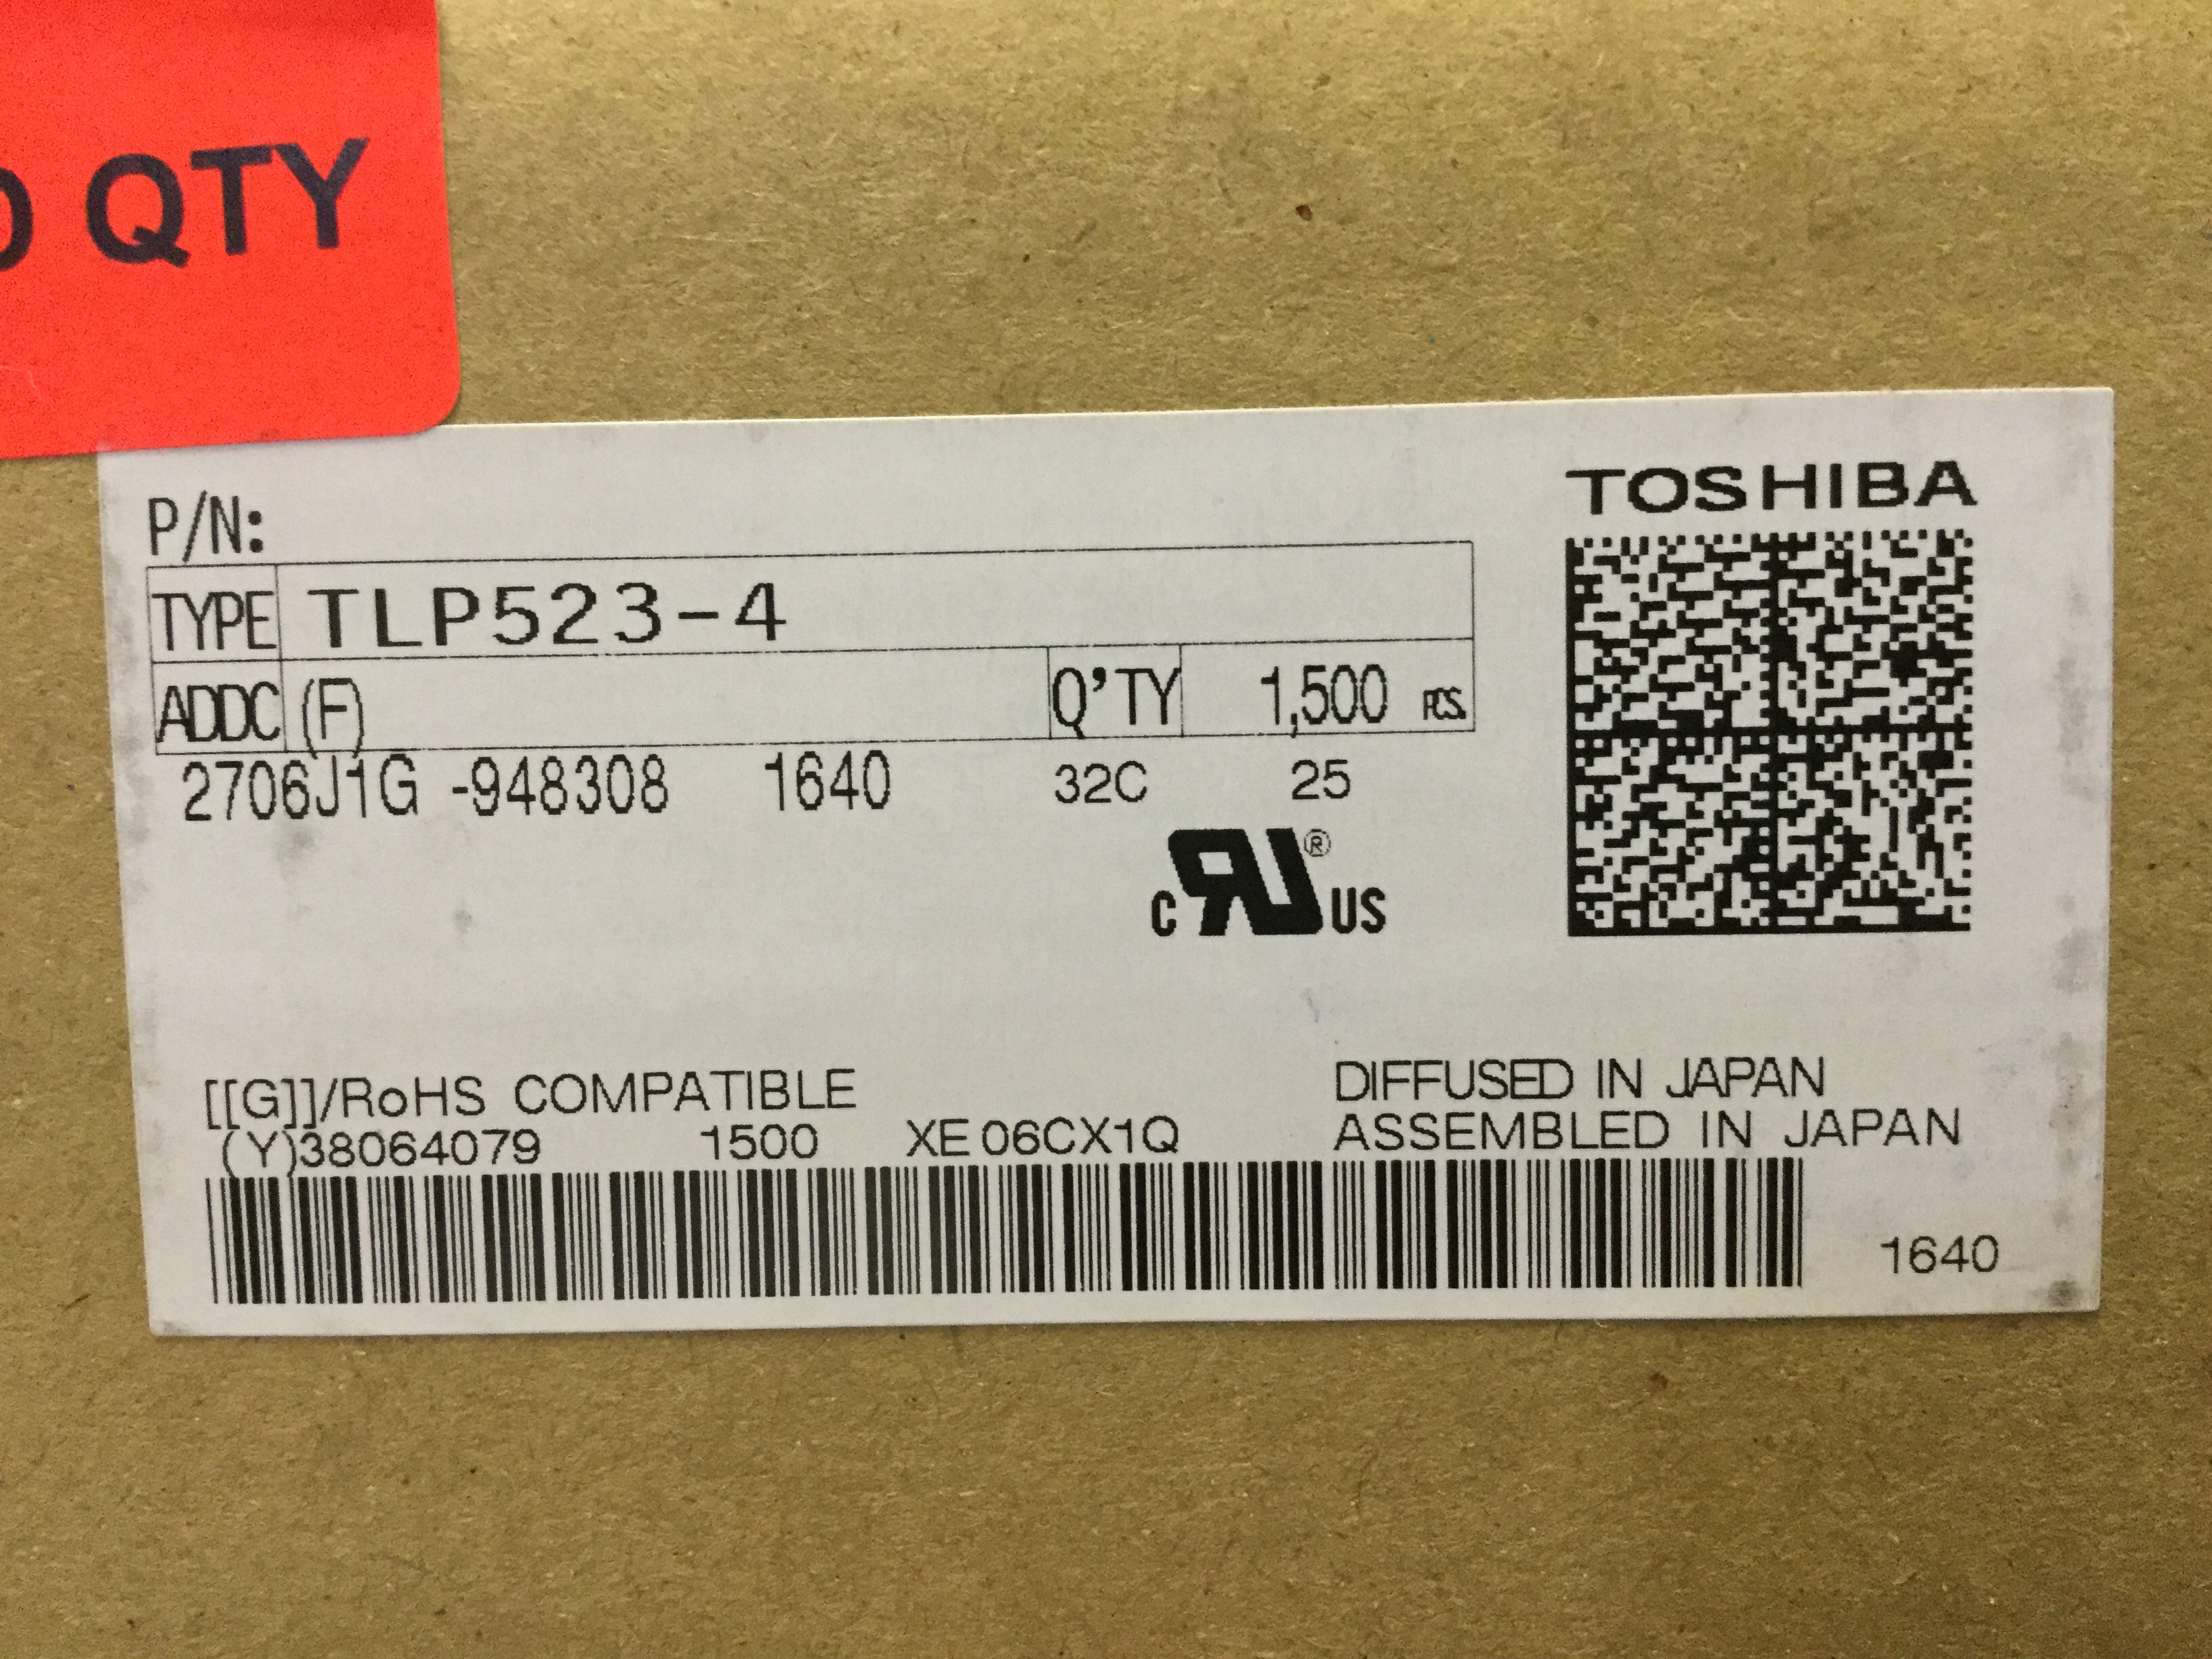 QTY
TOSHIBA
P/N:
TYPE TLP523-4
ADDC (F) Q'TY 1,500 PCS.
2706J1G -948308 1640 32C 25
C RU® US
[[G]]/RoHS COMPATIBLE
DIFFUSED IN JAPAN
(Y)38064079 1500 XE 06CX1Q
ASSEMBLED IN JAPAN
1640